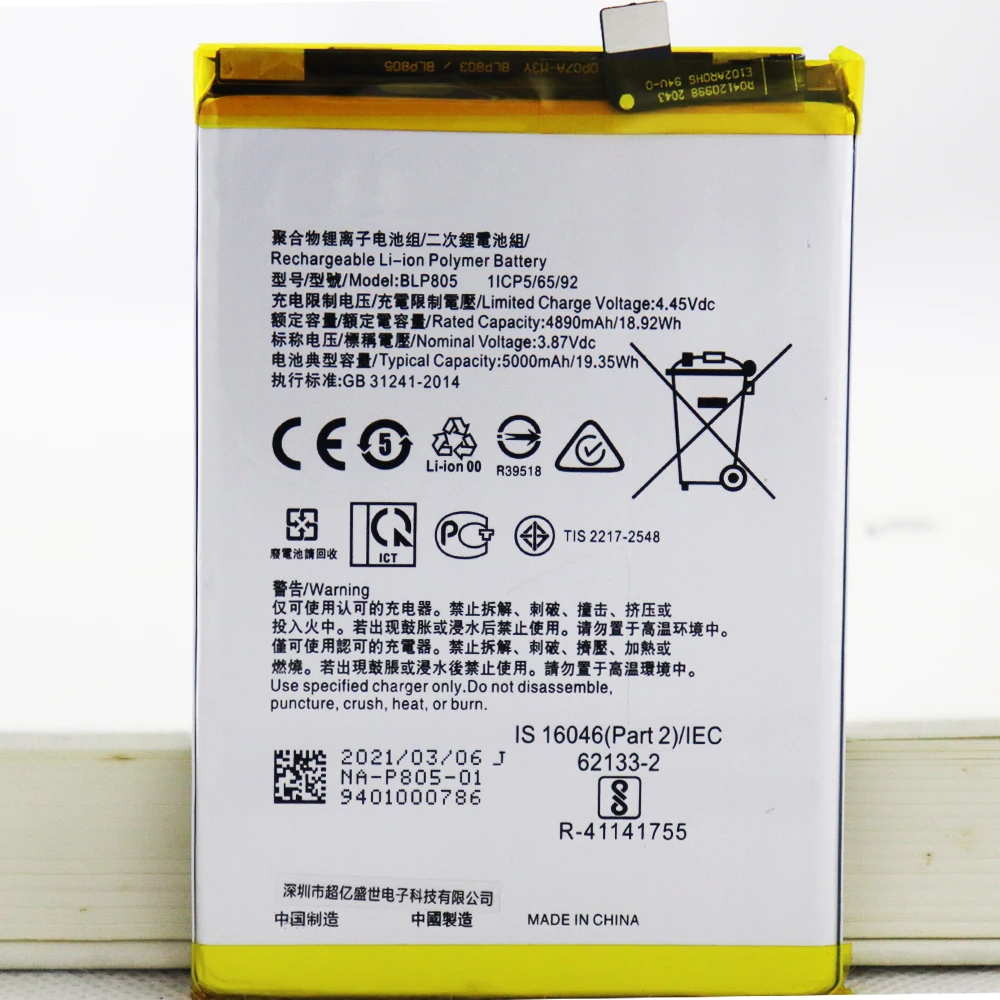 OP07A-M3Y BLP803 / BLP805
R04120998 2043
E102AROHS 94V-0
聚合物锂离子电池组/二次鋰電池組/
Rechargeable Li-ion Polymer Battery
型号/型號/Model:BLP805 1ICP5/65/92
充电限制电压/充電限制電壓/Limited Charge Voltage:4.45Vdc
额定容量/額定電容量/Rated Capacity:4890mAh/18.92Wh
标称电压/標稱電壓/Nominal Voltage:3.87Vdc
电池典型容量/Typical Capacity:5000mAh/19.35Wh
执行标准:GB 31241-2014
CE 5
Li-ion 00 R39518
廢電池請回收 ICT PCT TIS 2217-2548
警告/Warning
仅可使用认可的充电器。禁止拆解、刺破、撞击、挤压或
投入火中。若出现鼓胀或浸水后禁止使用。请勿置于高温环境中。
僅可使用認可的充電器。禁止拆解、刺破、擠壓、加熱或
燃燒。若出現鼓脹或浸水後禁止使用。請勿置于高溫環境中。
Use specified charger only.Do not disassemble,
puncture, crush, heat, or burn.
IS 16046(Part 2)/IEC
62133-2
R-41141755
2021/03/06 J
NA-P805-01
9401000786
深圳市超亿盛世电子科技有限公司
中国制造 中國製造 MADE IN CHINA